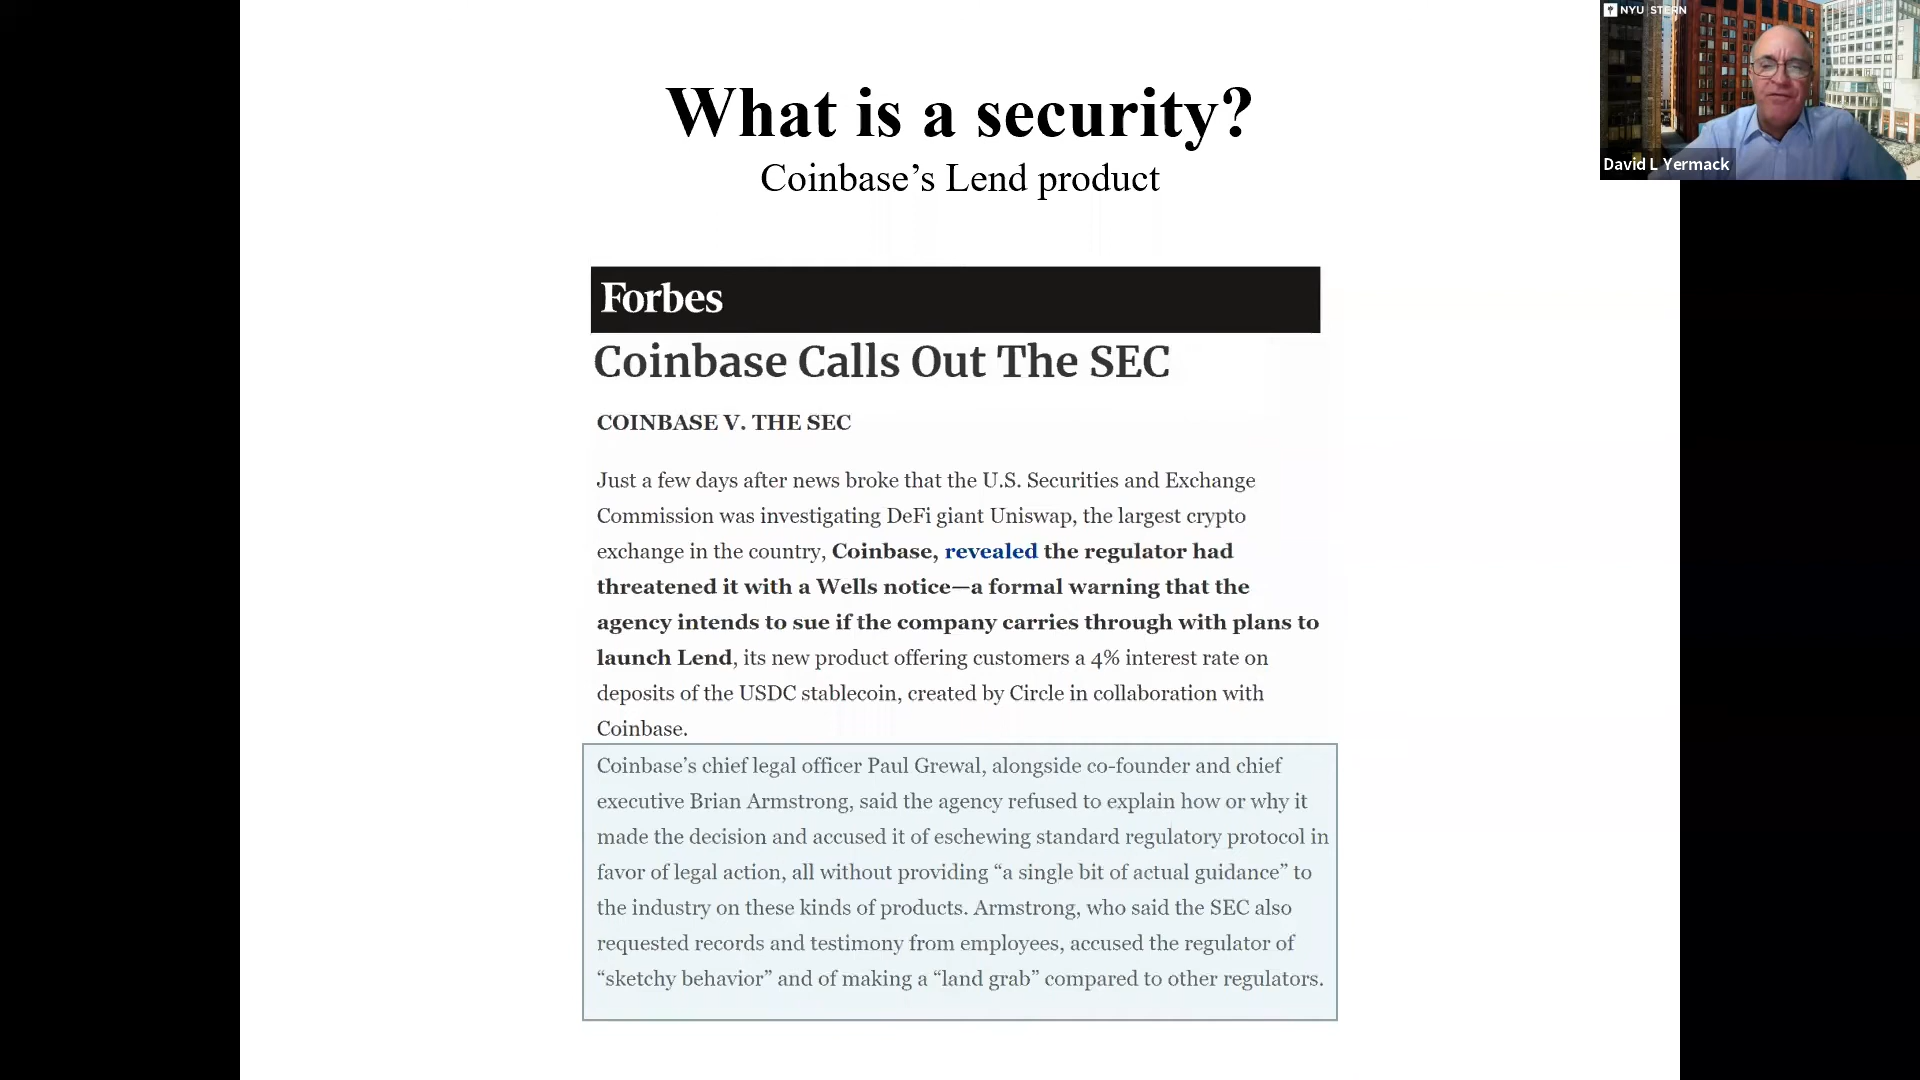 What is a security?
Coinbase’s Lend product
NYU | STERN
David L Yermack
Forbes
Coinbase Calls Out The SEC
COINBASE V. THE SEC
Just a few days after news broke that the U.S. Securities and Exchange
Commission was investigating DeFi giant Uniswap, the largest crypto
exchange in the country, Coinbase, revealed the regulator had
threatened it with a Wells notice—a formal warning that the
agency intends to sue if the company carries through with plans to
launch Lend, its new product offering customers a 4% interest rate on
deposits of the USDC stablecoin, created by Circle in collaboration with
Coinbase.
Coinbase’s chief legal officer Paul Grewal, alongside co-founder and chief
executive Brian Armstrong, said the agency refused to explain how or why it
made the decision and accused it of eschewing standard regulatory protocol in
favor of legal action, all without providing “a single bit of actual guidance” to
the industry on these kinds of products. Armstrong, who said the SEC also
requested records and testimony from employees, accused the regulator of
“sketchy behavior” and of making a “land grab” compared to other regulators.